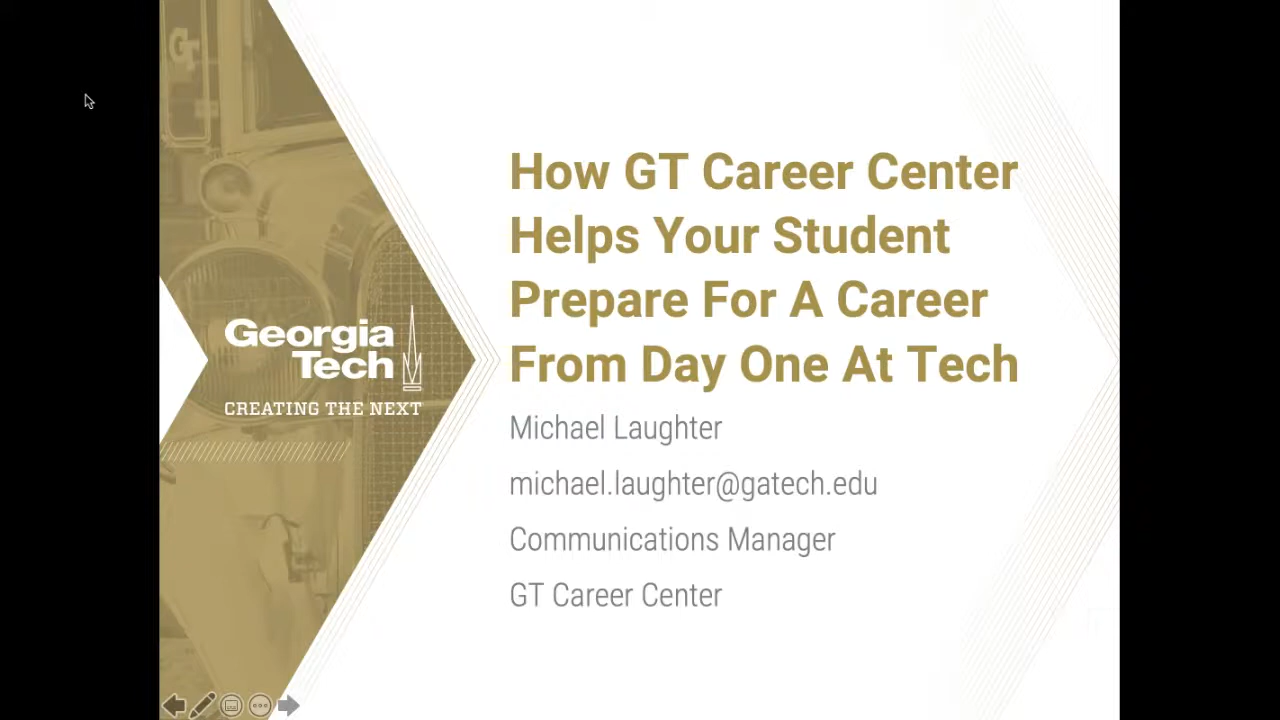 GT
How GT Career Center
Helps Your Student
Prepare For A Career
From Day One At Tech
Georgia
Tech
CREATING THE NEXT
Michael Laughter
michael.laughter@gatech.edu
Communications Manager
GT Career Center